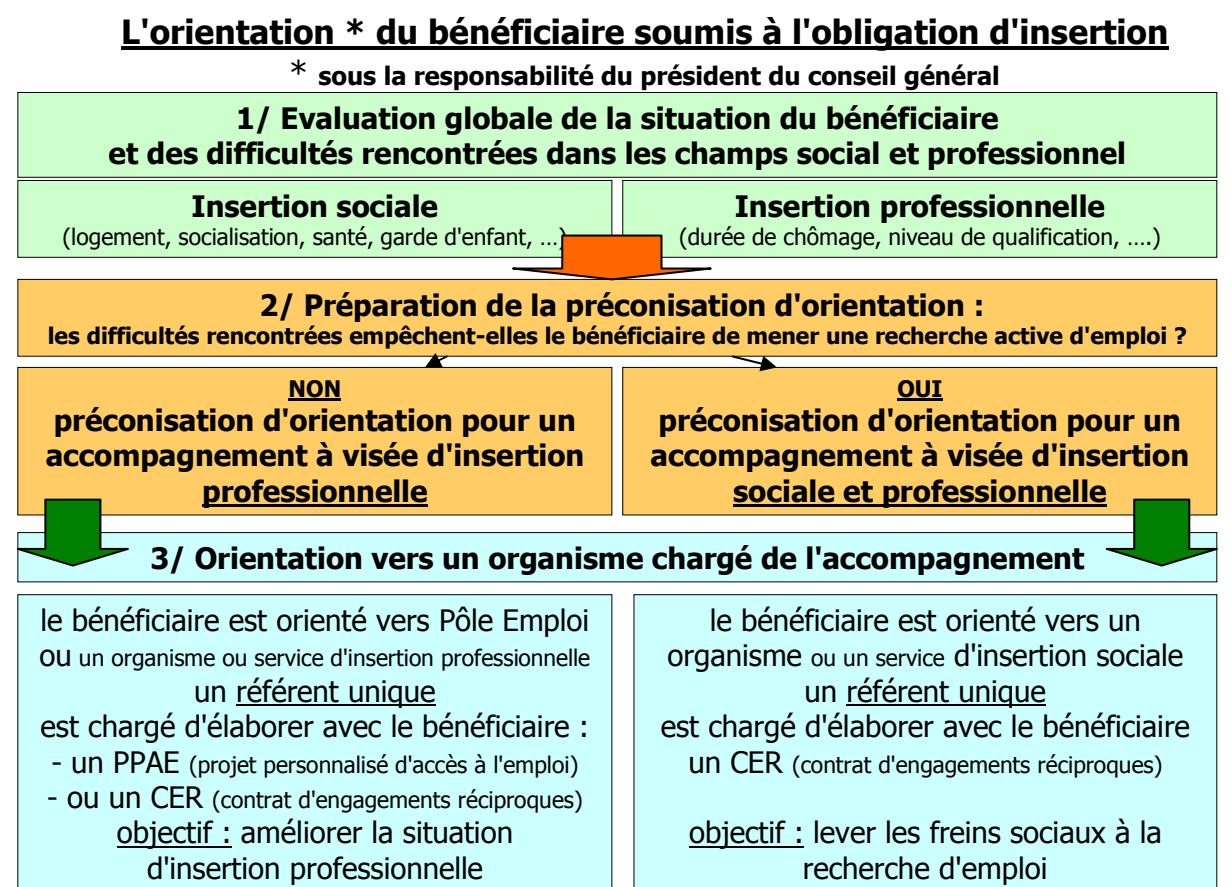 L'orientation * du bénéficiaire soumis à l'obligation d'insertion
* sous la responsabilité du président du conseil général
1/ Evaluation globale de la situation du bénéficiaire
et des difficultés rencontrées dans les champs social et professionnel
Insertion sociale
(logement, socialisation, santé, garde d'enfant, ...)
Insertion professionnelle
(durée de chômage, niveau de qualification, ....)
2/ Préparation de la préconisation d'orientation :
les difficultés rencontrées empêchent-elles le bénéficiaire de mener une recherche active d'emploi ?
NON
préconisation d'orientation pour un
accompagnement à visée d'insertion
professionnelle
OUI
préconisation d'orientation pour un
accompagnement à visée d'insertion
sociale et professionnelle
3/ Orientation vers un organisme chargé de l'accompagnement
le bénéficiaire est orienté vers Pôle Emploi
ou un organisme ou service d'insertion professionnelle
un référent unique
est chargé d'élaborer avec le bénéficiaire :
- un PPAE (projet personnalisé d'accès à l'emploi)
- ou un CER (contrat d'engagements réciproques)
objectif : améliorer la situation
d'insertion professionnelle
le bénéficiaire est orienté vers un
organisme ou un service d'insertion sociale
un référent unique
est chargé d'élaborer avec le bénéficiaire
un CER (contrat d'engagements réciproques)
objectif : lever les freins sociaux à la
recherche d'emploi